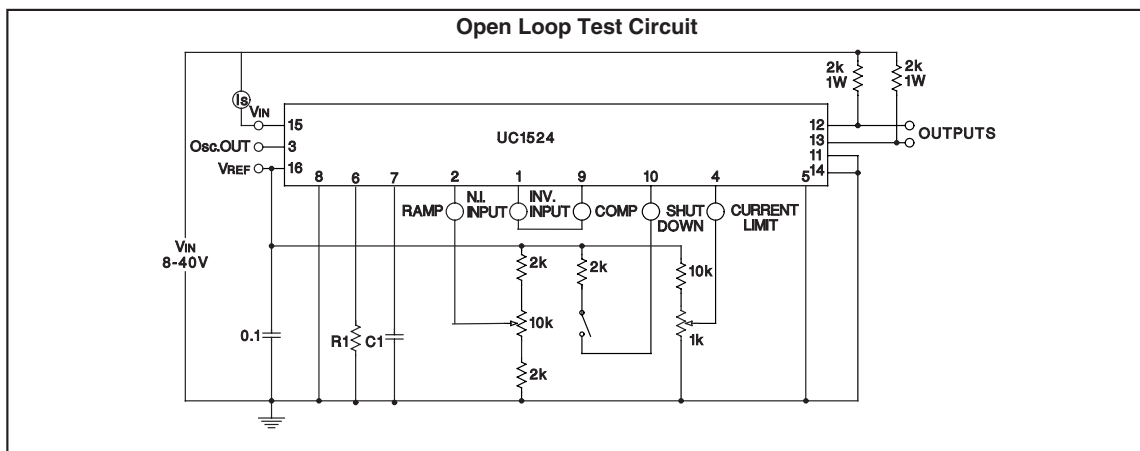 Open Loop Test Circuit
2k
1W
2k
1W
Is
VIN
15
UC1524
12
OUTPUTS
Osc.OUT
3
13
VREF
16
11
14
8
6
7
2
1
9
10
4
5
RAMP
N.I.
INPUT
INV.
INPUT
COMP
SHUT
DOWN
CURRENT
LIMIT
VIN
8-40V
2k
2k
10k
0.1
R1
C1
10k
1k
2k